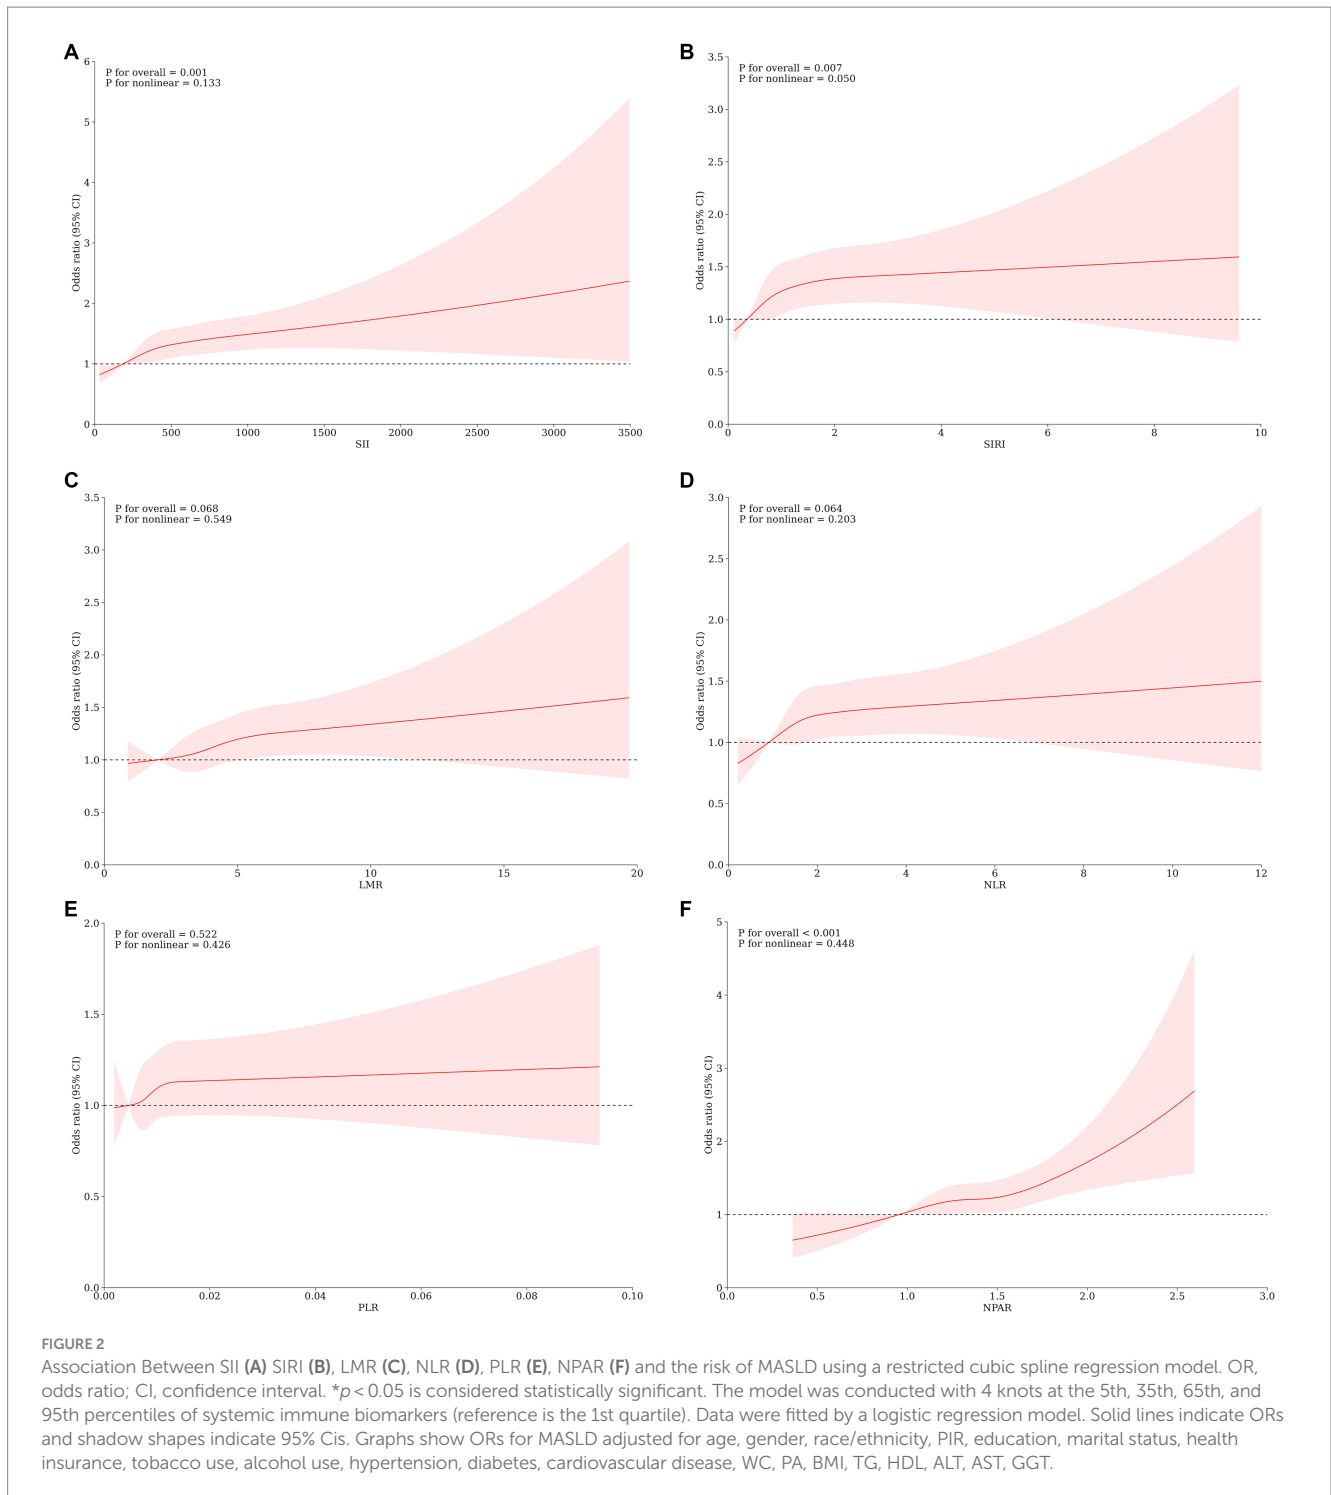 A
P for overall = 0.001
P for nonlinear = 0.133
6
5
4
3
2
1
0
Odds ratio (95% CI)
0 500 1000 1500 2000 2500 3000 3500
SII
B
P for overall = 0.007
P for nonlinear = 0.050
3.5
3.0
2.5
2.0
1.5
1.0
0.5
0.0
Odds ratio (95% CI)
0 2 4 6 8 10
SIRI
C
P for overall = 0.068
P for nonlinear = 0.549
3.5
3.0
2.5
2.0
1.5
1.0
0.5
0.0
Odds ratio (95% CI)
0 5 10 15 20
LMR
D
P for overall = 0.064
P for nonlinear = 0.203
3.0
2.5
2.0
1.5
1.0
0.5
0.0
Odds ratio (95% CI)
0 2 4 6 8 10 12
NLR
E
P for overall = 0.522
P for nonlinear = 0.426
2.0
1.5
1.0
0.5
0.0
Odds ratio (95% CI)
0.00 0.02 0.04 0.06 0.08 0.10
PLR
F
P for overall < 0.001
P for nonlinear = 0.448
5
4
3
2
1
0
Odds ratio (95% CI)
0.0 0.5 1.0 1.5 2.0 2.5 3.0
NPAR
FIGURE 2
Association Between SII (A) SIRI (B), LMR (C), NLR (D), PLR (E), NPAR (F) and the risk of MASLD using a restricted cubic spline regression model. OR,
odds ratio; CI, confidence interval. *p < 0.05 is considered statistically significant. The model was conducted with 4 knots at the 5th, 35th, 65th, and
95th percentiles of systemic immune biomarkers (reference is the 1st quartile). Data were fitted by a logistic regression model. Solid lines indicate ORs
and shadow shapes indicate 95% Cis. Graphs show ORs for MASLD adjusted for age, gender, race/ethnicity, PIR, education, marital status, health
insurance, tobacco use, alcohol use, hypertension, diabetes, cardiovascular disease, WC, PA, BMI, TG, HDL, ALT, AST, GGT.